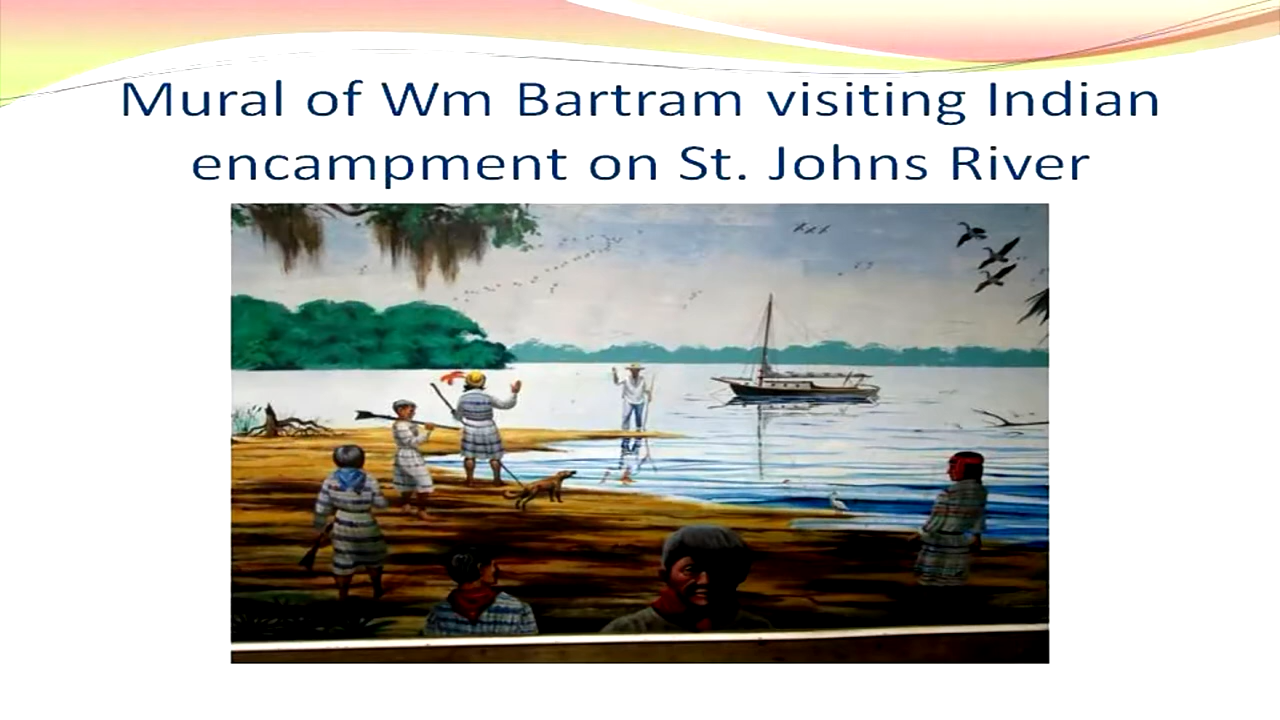 Mural of Wm Bartram visiting Indian
encampment on St. Johns River